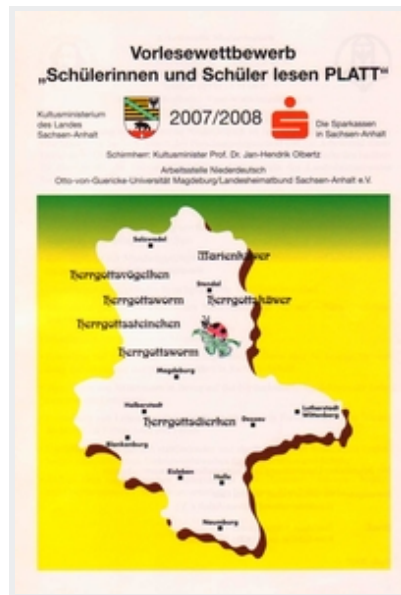 Vorlesewettbewerb
„Schülerinnen und Schüler lesen PLATT“
Kultusministerium
des Landes
Sachsen-Anhalt
2007/2008
Die Sparkassen
in Sachsen-Anhalt
Schirmherr: Kultusminister Prof. Dr. Jan-Hendrik Olbertz
Arbeitsstelle Niederdeutsch
Otto-von-Guericke-Universität Magdeburg/Landesheimatbund Sachsen-Anhalt e.V.
Salzwedel
Marienkäwer
Herrgottsvögelken
Stendal
Herrgottsworm
Herrgottskäwer
Herrgottssteinchen
Herrgottsworm
Magdeburg
Halberstadt
Herrgottsdierken
Dessau
Lutherstadt
Wittenberg
Blankenburg
Eisleben
Halle
Naumburg